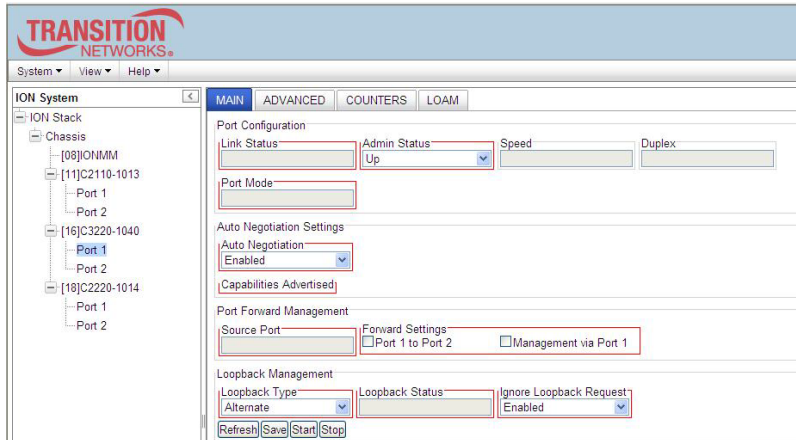 TRANSITION
NETWORKS®
System View Help
ION System
ION Stack
Chassis
[08]IONMM
[11]C2110-1013
Port 1
Port 2
[16]C3220-1040
Port 1
Port 2
[18]C2220-1014
Port 1
Port 2
MAIN ADVANCED COUNTERS LOAM
Port Configuration
Link Status Admin Status Speed Duplex
Up
Port Mode
Auto Negotiation Settings
Auto Negotiation
Enabled
Capabilities Advertised
Port Forward Management
Source Port Forward Settings
Port 1 to Port 2 Management via Port 1
Loopback Management
Loopback Type Loopback Status Ignore Loopback Request
Alternate Enabled
Refresh Save Start Stop